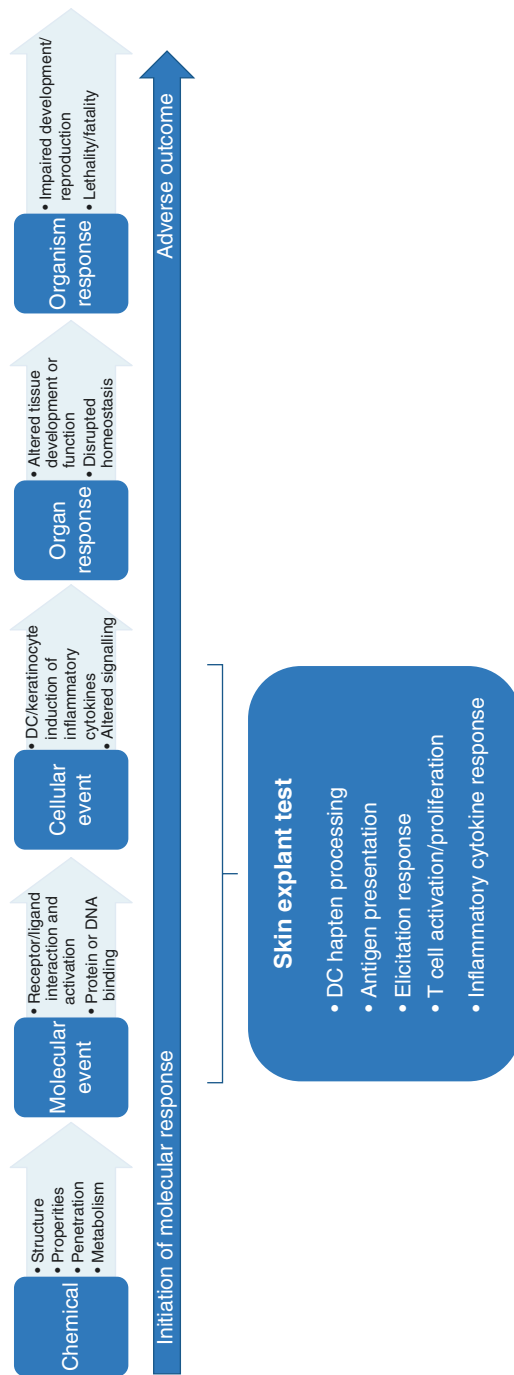 Chemical
• Structure
• Properities
• Penetration
• Metabolism
Molecular
event
• Receptor/ligand
interaction and
activation
• Protein or DNA
binding
Cellular
event
• DC/keratinocyte
induction of
inflammatory
cytokines
• Altered signalling
Organ
response
• Altered tissue
development or
function
• Disrupted
homeostasis
Organism
response
• Impaired development/
reproduction
• Lethality/fatality
Initiation of molecular response
Adverse outcome
Skin explant test
• DC hapten processing
• Antigen presentation
• Elicitation response
• T cell activation/proliferation
• Inflammatory cytokine response